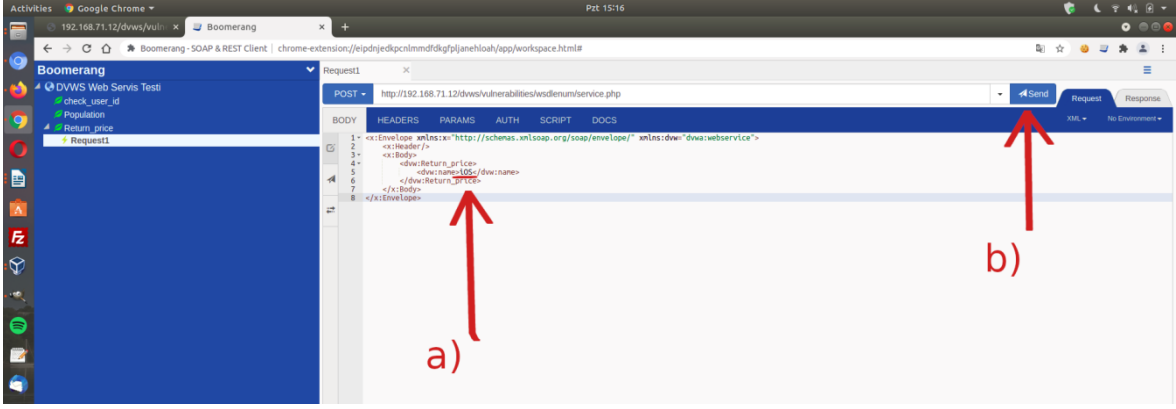 Activities Google Chrome Pzt 15:16
192.168.71.12/dvws/vuln Boomerang
Boomerang - SOAP & REST Client chrome-extension://eipdnjedkpcnlmmdfdkgfpljanehloah/app/workspace.html#
Boomerang
DVWS Web Servis Testi
check_user_id
Population
Return_price
Request1
Request1
POST http://192.168.71.12/dvws/vulnerabilities/wsdlenum/service.php Send Request Response
BODY HEADERS PARAMS AUTH SCRIPT DOCS XML No Environment
1 <x:Envelope xmlns:x="http://schemas.xmlsoap.org/soap/envelope/" xmlns:dvw="dvwa:webservice">
2 <x:Header/>
3 <x:Body>
4 <dvw:Return_price>
5 <dvw:name>iOS</dvw:name>
6 </dvw:Return_price>
7 </x:Body>
8 </x:Envelope>
a)
b)